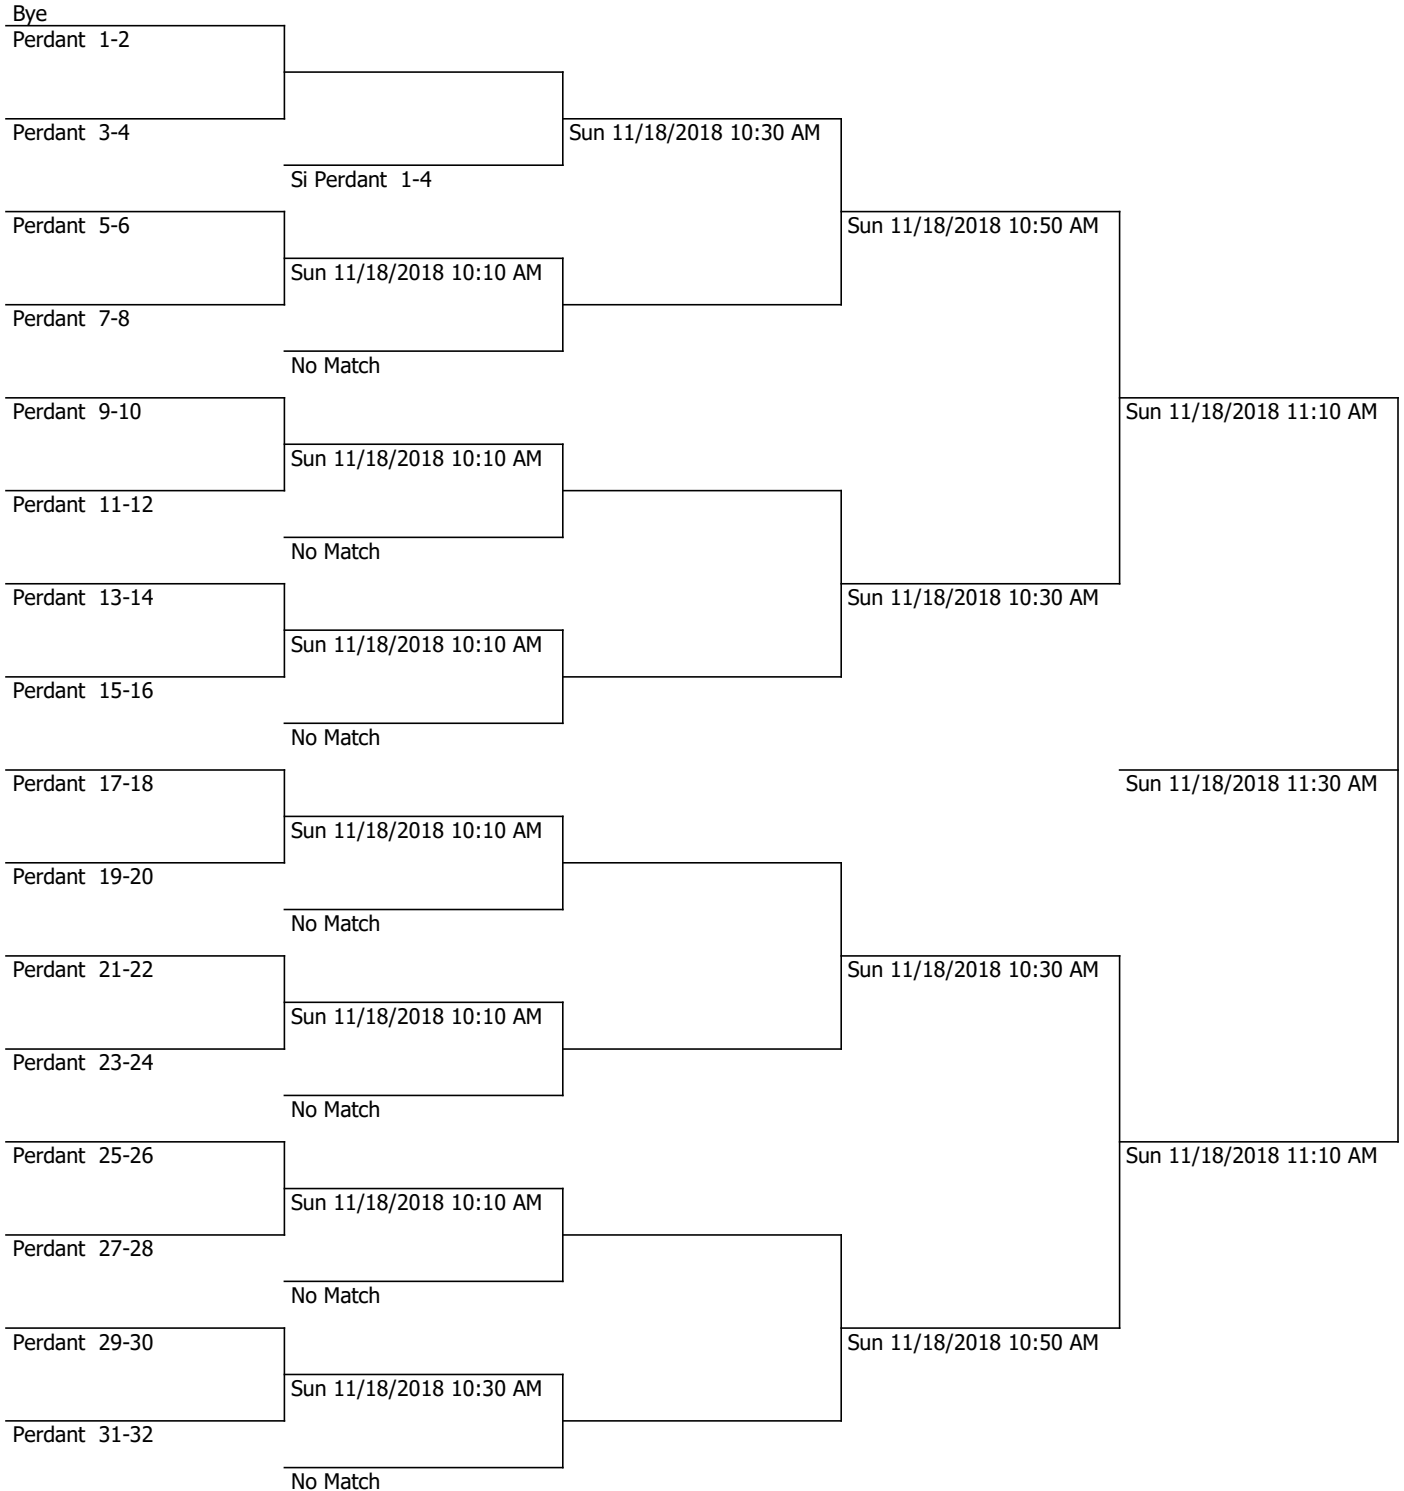 Bye
Perdant 1-2
Perdant 3-4
Sun 11/18/2018 10:30 AM
Si Perdant 1-4
Perdant 5-6
Sun 11/18/2018 10:50 AM
Sun 11/18/2018 10:10 AM
Perdant 7-8
No Match
Perdant 9-10
Sun 11/18/2018 11:10 AM
Sun 11/18/2018 10:10 AM
Perdant 11-12
No Match
Perdant 13-14
Sun 11/18/2018 10:30 AM
Sun 11/18/2018 10:10 AM
Perdant 15-16
No Match
Perdant 17-18
Sun 11/18/2018 11:30 AM
Sun 11/18/2018 10:10 AM
Perdant 19-20
No Match
Perdant 21-22
Sun 11/18/2018 10:30 AM
Sun 11/18/2018 10:10 AM
Perdant 23-24
No Match
Perdant 25-26
Sun 11/18/2018 11:10 AM
Sun 11/18/2018 10:10 AM
Perdant 27-28
No Match
Perdant 29-30
Sun 11/18/2018 10:50 AM
Sun 11/18/2018 10:30 AM
Perdant 31-32
No Match